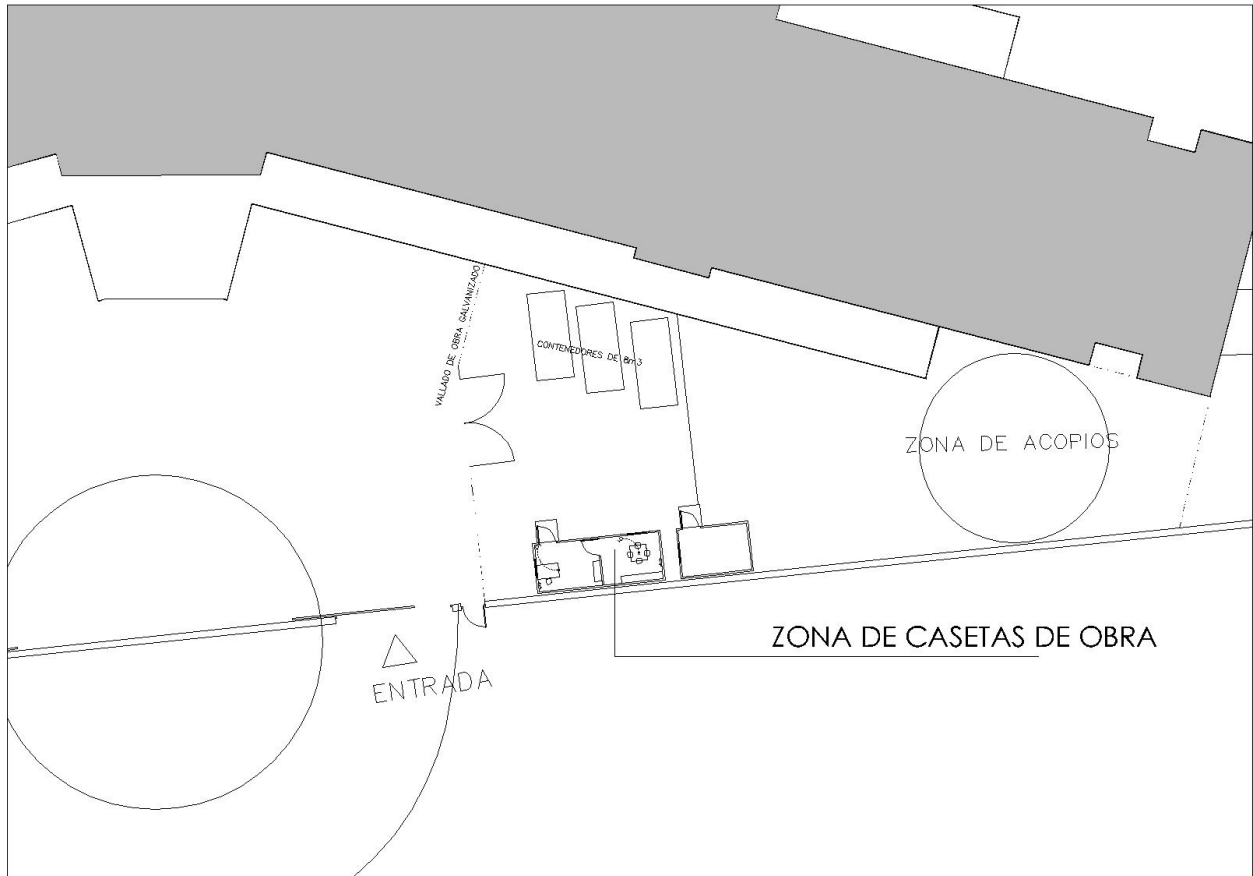 VALLADO DE OBRA GALVANIZADO
CONTENEDORES DE 8m3
ZONA DE ACOPIOS
ZONA DE CASETAS DE OBRA
ENTRADA